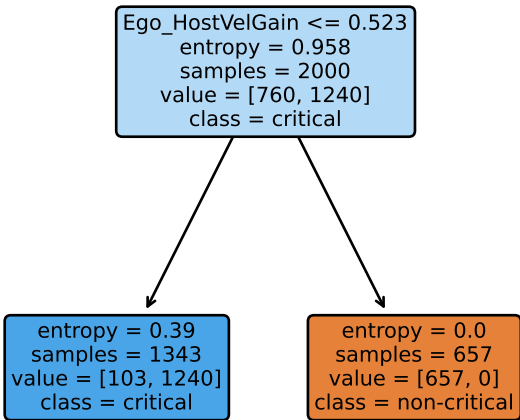 Ego_HostVelGain <= 0.523
entropy = 0.958
samples = 2000
value = [760, 1240]
class = critical
entropy = 0.39
samples = 1343
value = [103, 1240]
class = critical
entropy = 0.0
samples = 657
value = [657, 0]
class = non-critical